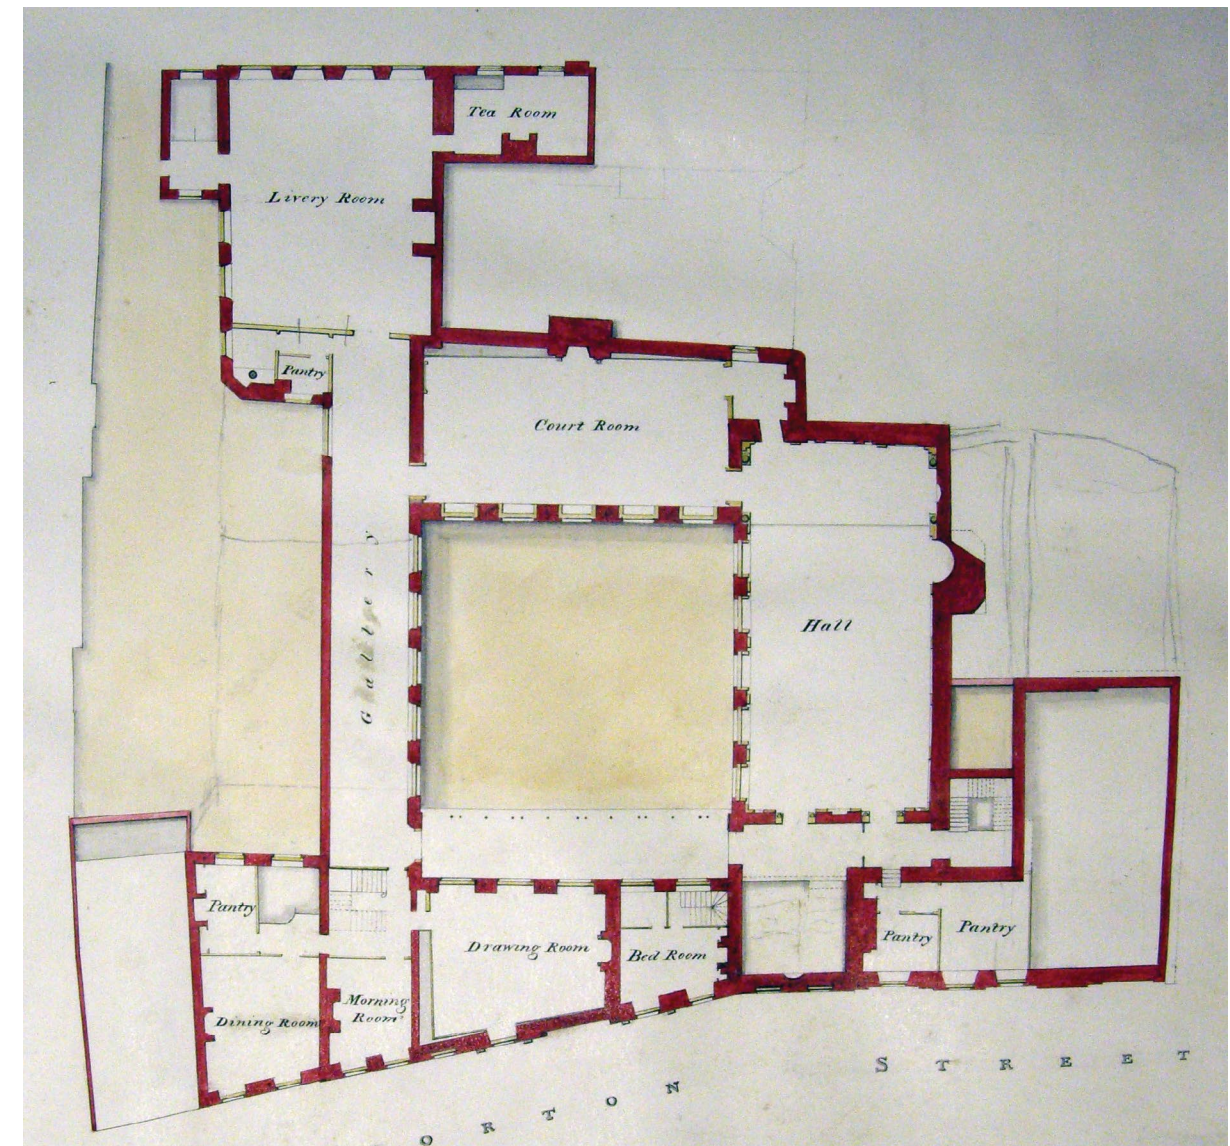 Tea Room
Livery Room
Pantry
Court Room
Gallery
Hall
Pantry
Drawing Room
Bed Room
Pantry
Pantry
Morning
Room
Dining Room
ORTON STREET